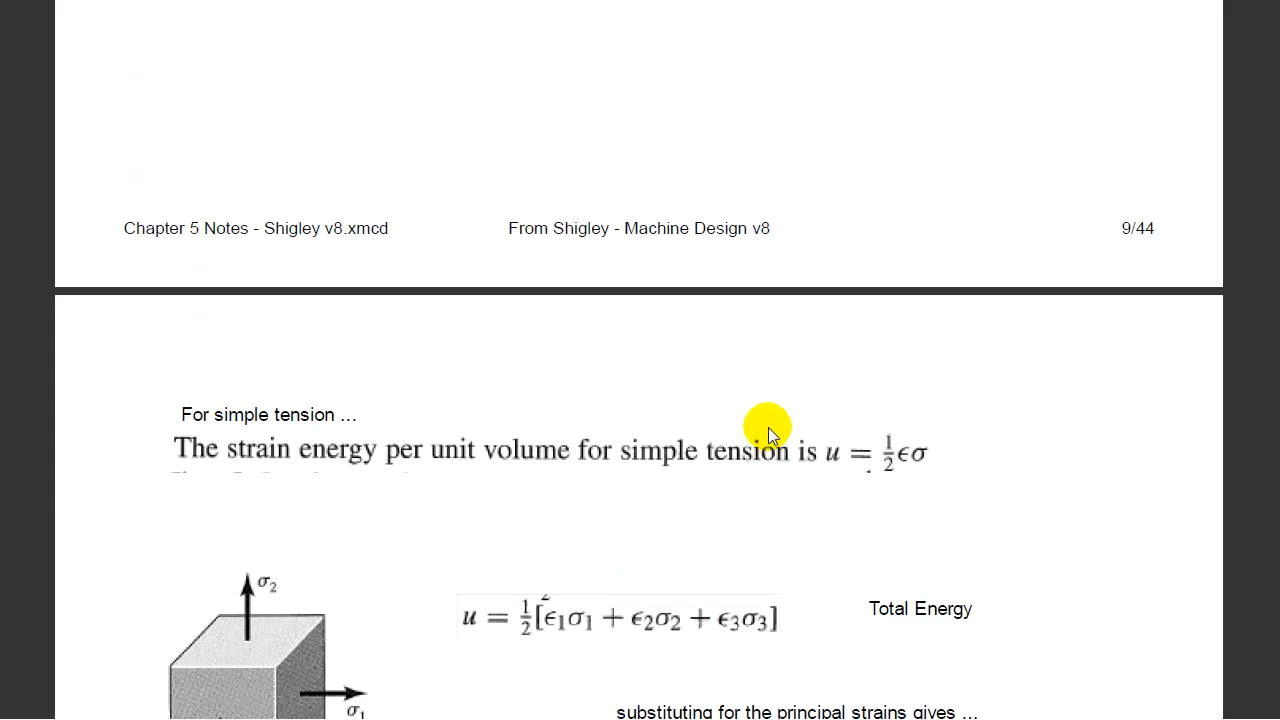 Chapter 5 Notes - Shigley v8.xmcd From Shigley - Machine Design v8 9/44
For simple tension ...
The strain energy per unit volume for simple tension is u = ½ϵσ
σ₂
u = ½[ϵ₁σ₁ + ϵ₂σ₂ + ϵ₃σ₃] Total Energy
σ₁
substituting for the principal strains gives ...